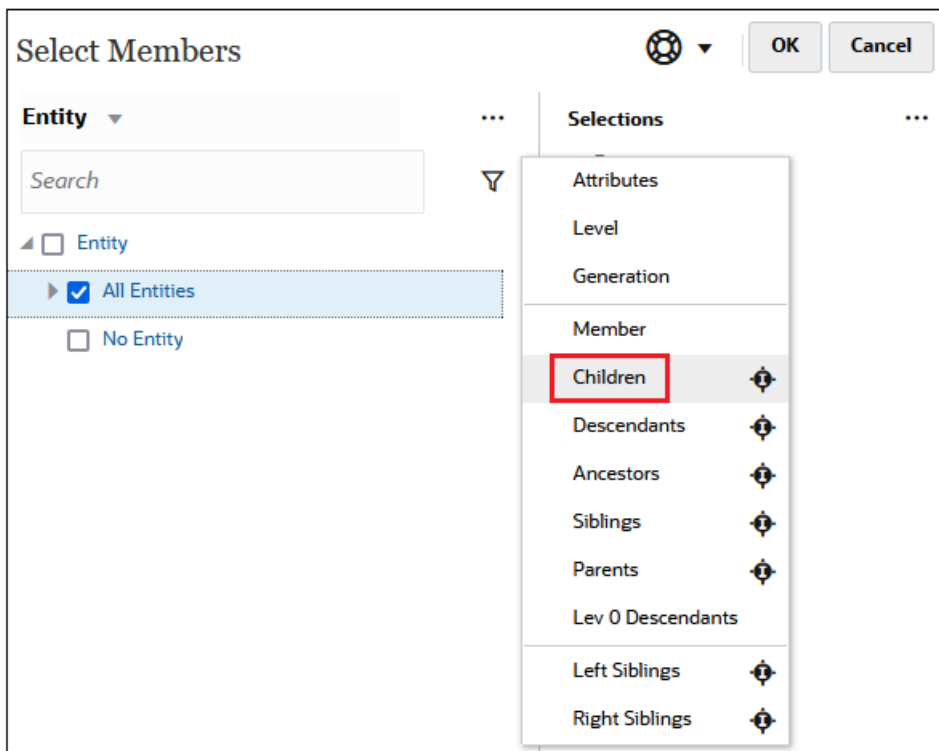 Select Members
OK
Cancel
Entity
...
Selections
...
Search
Entity
All Entities
No Entity
Attributes
Level
Generation
Member
Children
Descendants
Ancestors
Siblings
Parents
Lev 0 Descendants
Left Siblings
Right Siblings